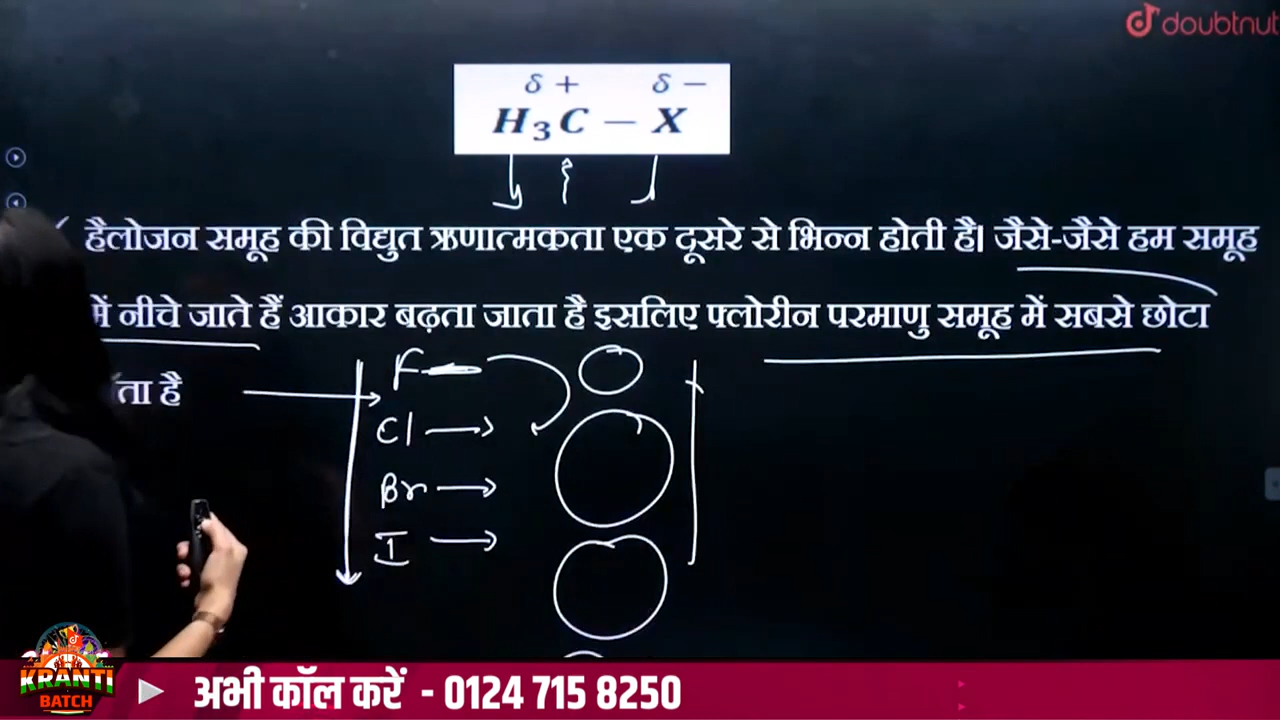 doubtnut
δ + δ −
H₃C − X
हैलोजन समूह की विद्युत ऋणात्मकता एक दूसरे से भिन्न होती है। जैसे-जैसे हम समूह
में नीचे जाते हैं आकार बढ़ता जाता है इसलिए फ्लोरीन परमाणु समूह में सबसे छोटा
ता है
F
Cl
Br
I
KRANTI
BATCH
अभी कॉल करें - 0124 715 8250